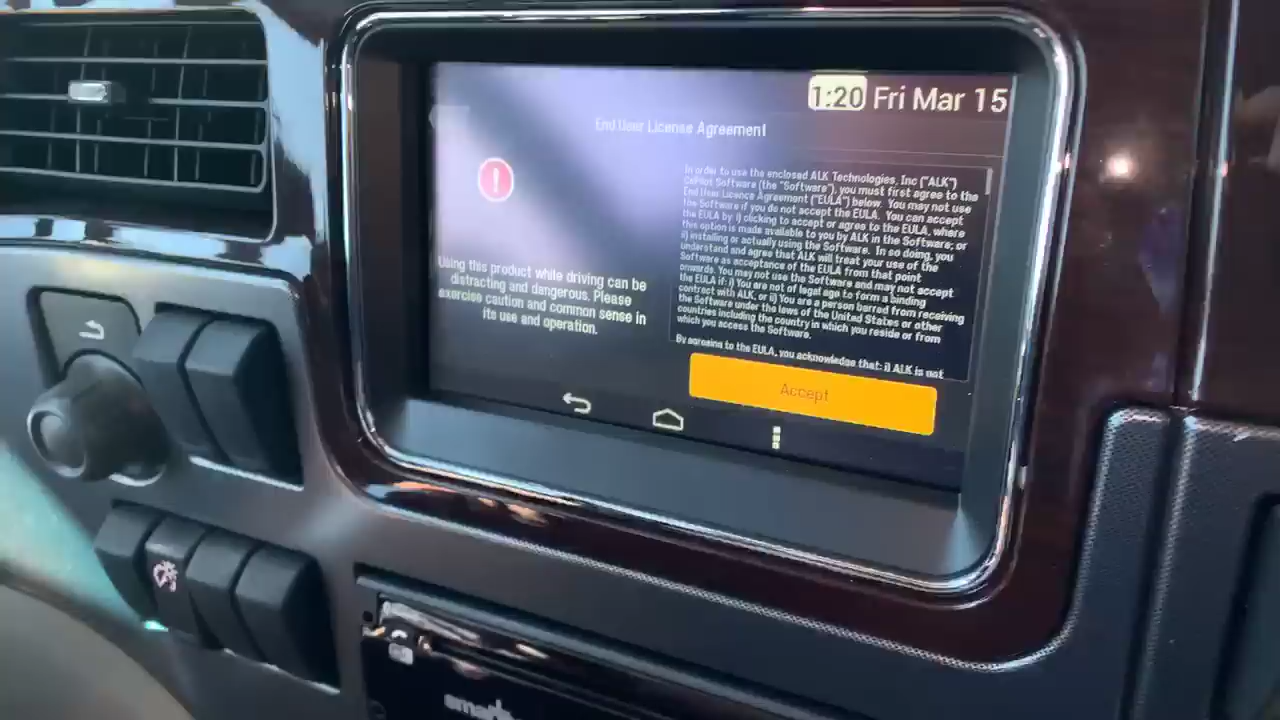 1:20 Fri Mar 15
End User License Agreement
In order to use the enclosed ALK Technologies, Inc ("ALK")
CoPilot Software (the "Software"), you must first agree to the
End User Licence Agreement ("EULA") below. You may not use
the Software if you do not accept the EULA. You can accept
the EULA by i) clicking to accept or agree to the EULA, where
this option is made available to you by ALK in the Software; or
ii) installing or actually using the Software. In so doing, you
understand and agree that ALK will treat your use of the
Software as acceptance of the EULA from that point
onwards. You may not use the Software and may not accept
the EULA if: i) You are not of legal age to form a binding
contract with ALK, or ii) You are a person barred from receiving
the Software under the laws of the United States or other
countries including the country in which you reside or from
which you access the Software.
By agreeing to the EULA, you acknowledge that: i) ALK is not
!
Using this product while driving can be
distracting and dangerous. Please
exercise caution and common sense in
its use and operation.
Accept